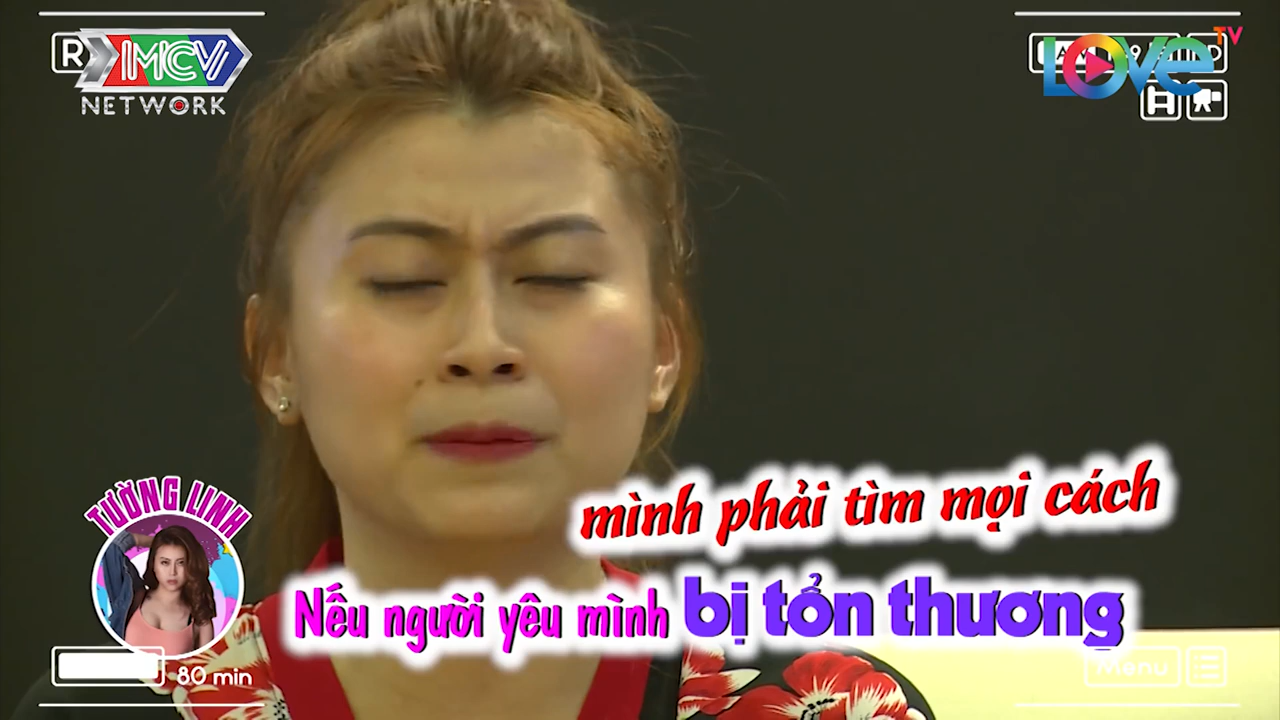 MCV
NETWORK
LOVE TV
mình phải tìm mọi cách
Nếu người yêu mình bị tổn thương
TƯỜNG LINH
80 min
Menu